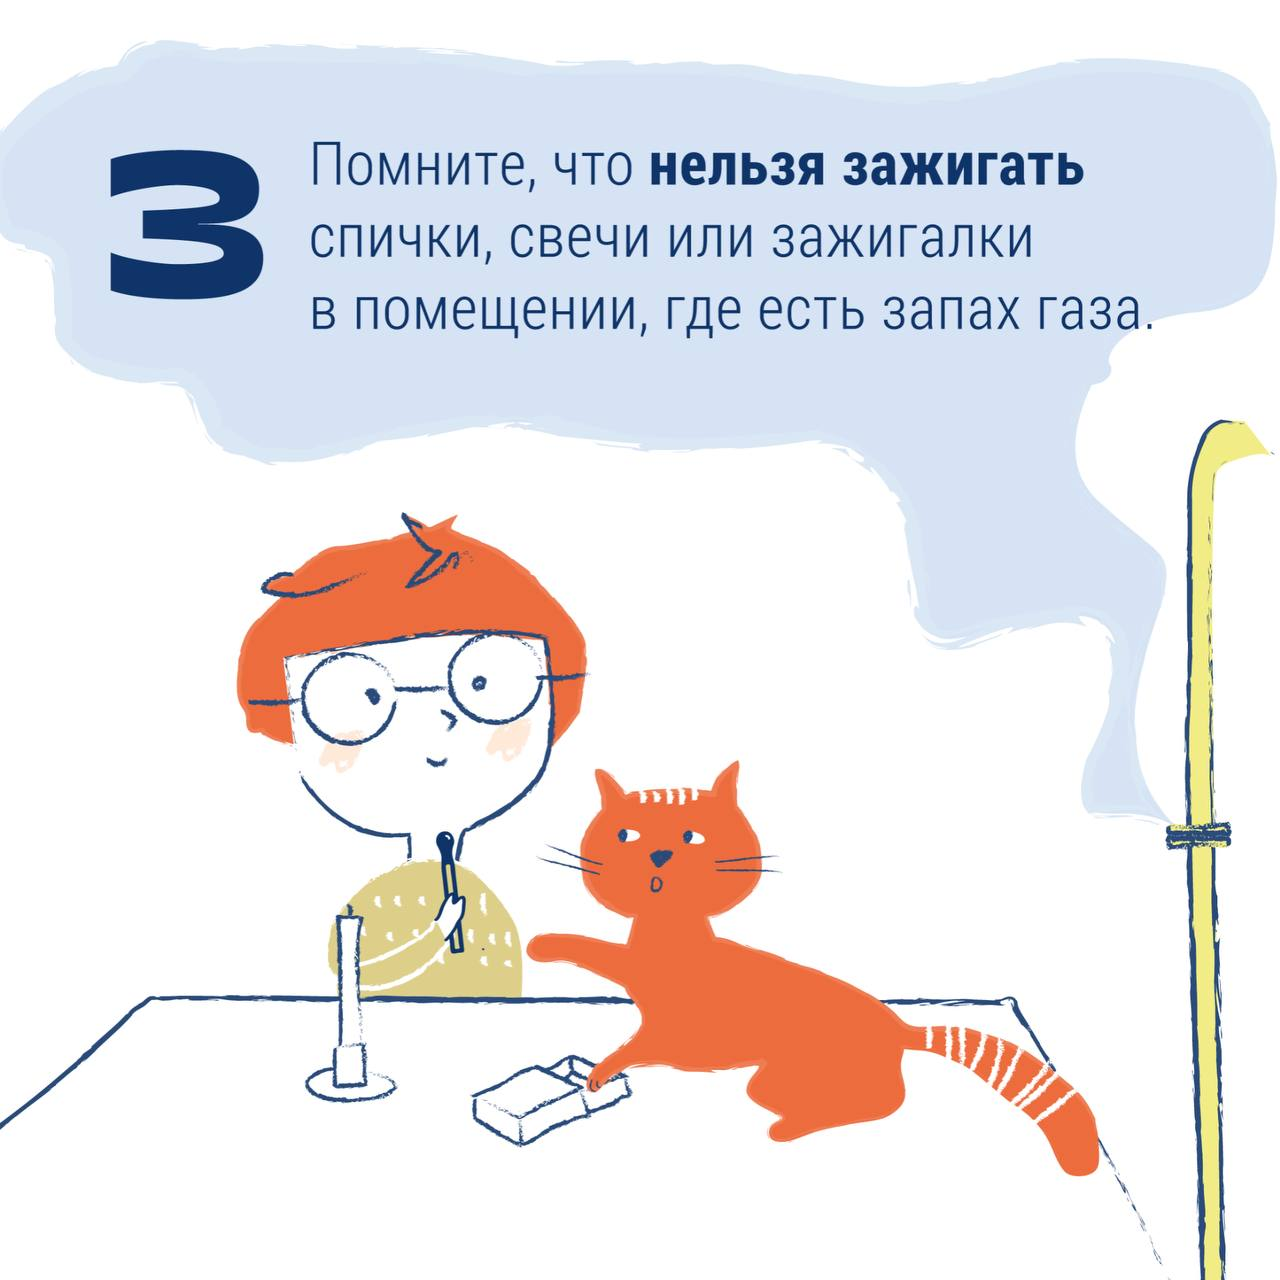 3
Помните, что нельзя зажигать
спички, свечи или зажигалки
в помещении, где есть запах газа.